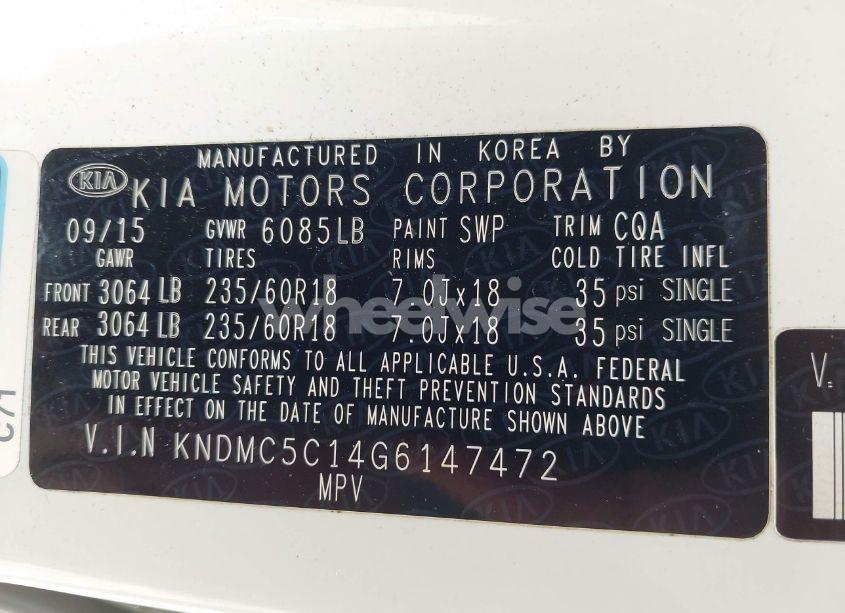 MANUFACTURED IN KOREA BY
KIA KIA MOTORS CORPORATION
09/15 GVWR 6085LB PAINT SWP TRIM CQA
GAWR TIRES RIMS COLD TIRE INFL
FRONT 3064 LB 235/60R18 7.0Jx18 35 psi SINGLE
REAR 3064 LB 235/60R18 7.0Jx18 35 psi SINGLE
wheelwise
THIS VEHICLE CONFORMS TO ALL APPLICABLE U.S.A. FEDERAL
MOTOR VEHICLE SAFETY AND THEFT PREVENTION STANDARDS
IN EFFECT ON THE DATE OF MANUFACTURE SHOWN ABOVE
V.I.N KNDMC5C14G6147472
MPV
V.